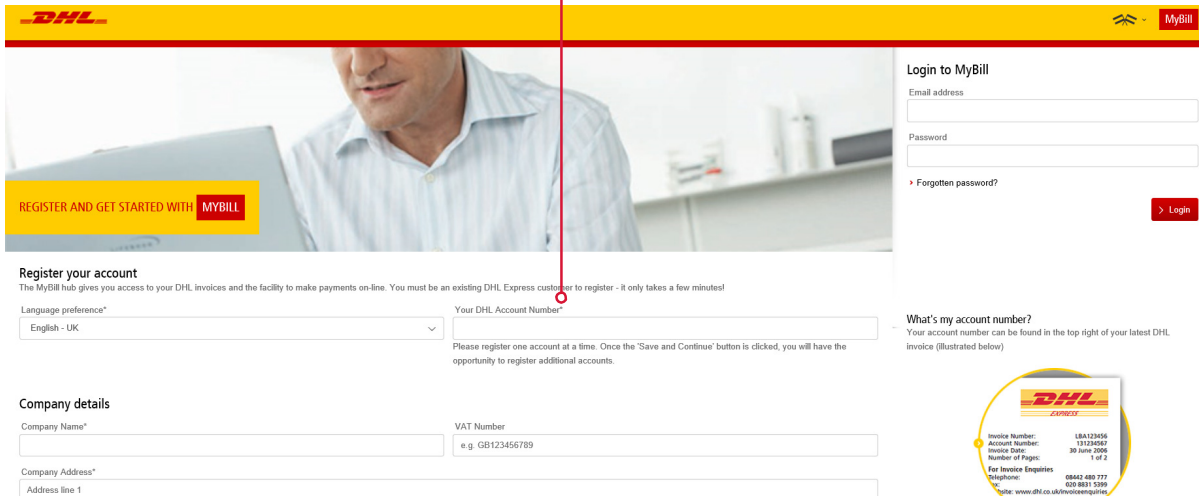 DHL
MyBill
REGISTER AND GET STARTED WITH MYBILL
Login to MyBill
Email address
Password
› Forgotten password?
› Login
Register your account
The MyBill hub gives you access to your DHL invoices and the facility to make payments on-line. You must be an existing DHL Express customer to register - it only takes a few minutes!
Language preference*
English - UK
Your DHL Account Number*
Please register one account at a time. Once the 'Save and Continue' button is clicked, you will have the
opportunity to register additional accounts.
What's my account number?
Your account number can be found in the top right of your latest DHL
invoice (illustrated below)
Company details
Company Name*
VAT Number
e.g. GB123456789
Company Address*
Address line 1
DHL
EXPRESS
Invoice Number: LBA123456
Account Number: 131234567
Invoice Date: 30 June 2006
Number of Pages: 1 of 2
For Invoice Enquiries
Telephone: 08442 480 777
020 8831 5399
www.dhl.co.uk/invoiceenquiries